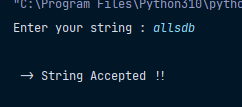 "C:\Program Files\Python310\pytho
Enter your string : allsdb
-> String Accepted !!